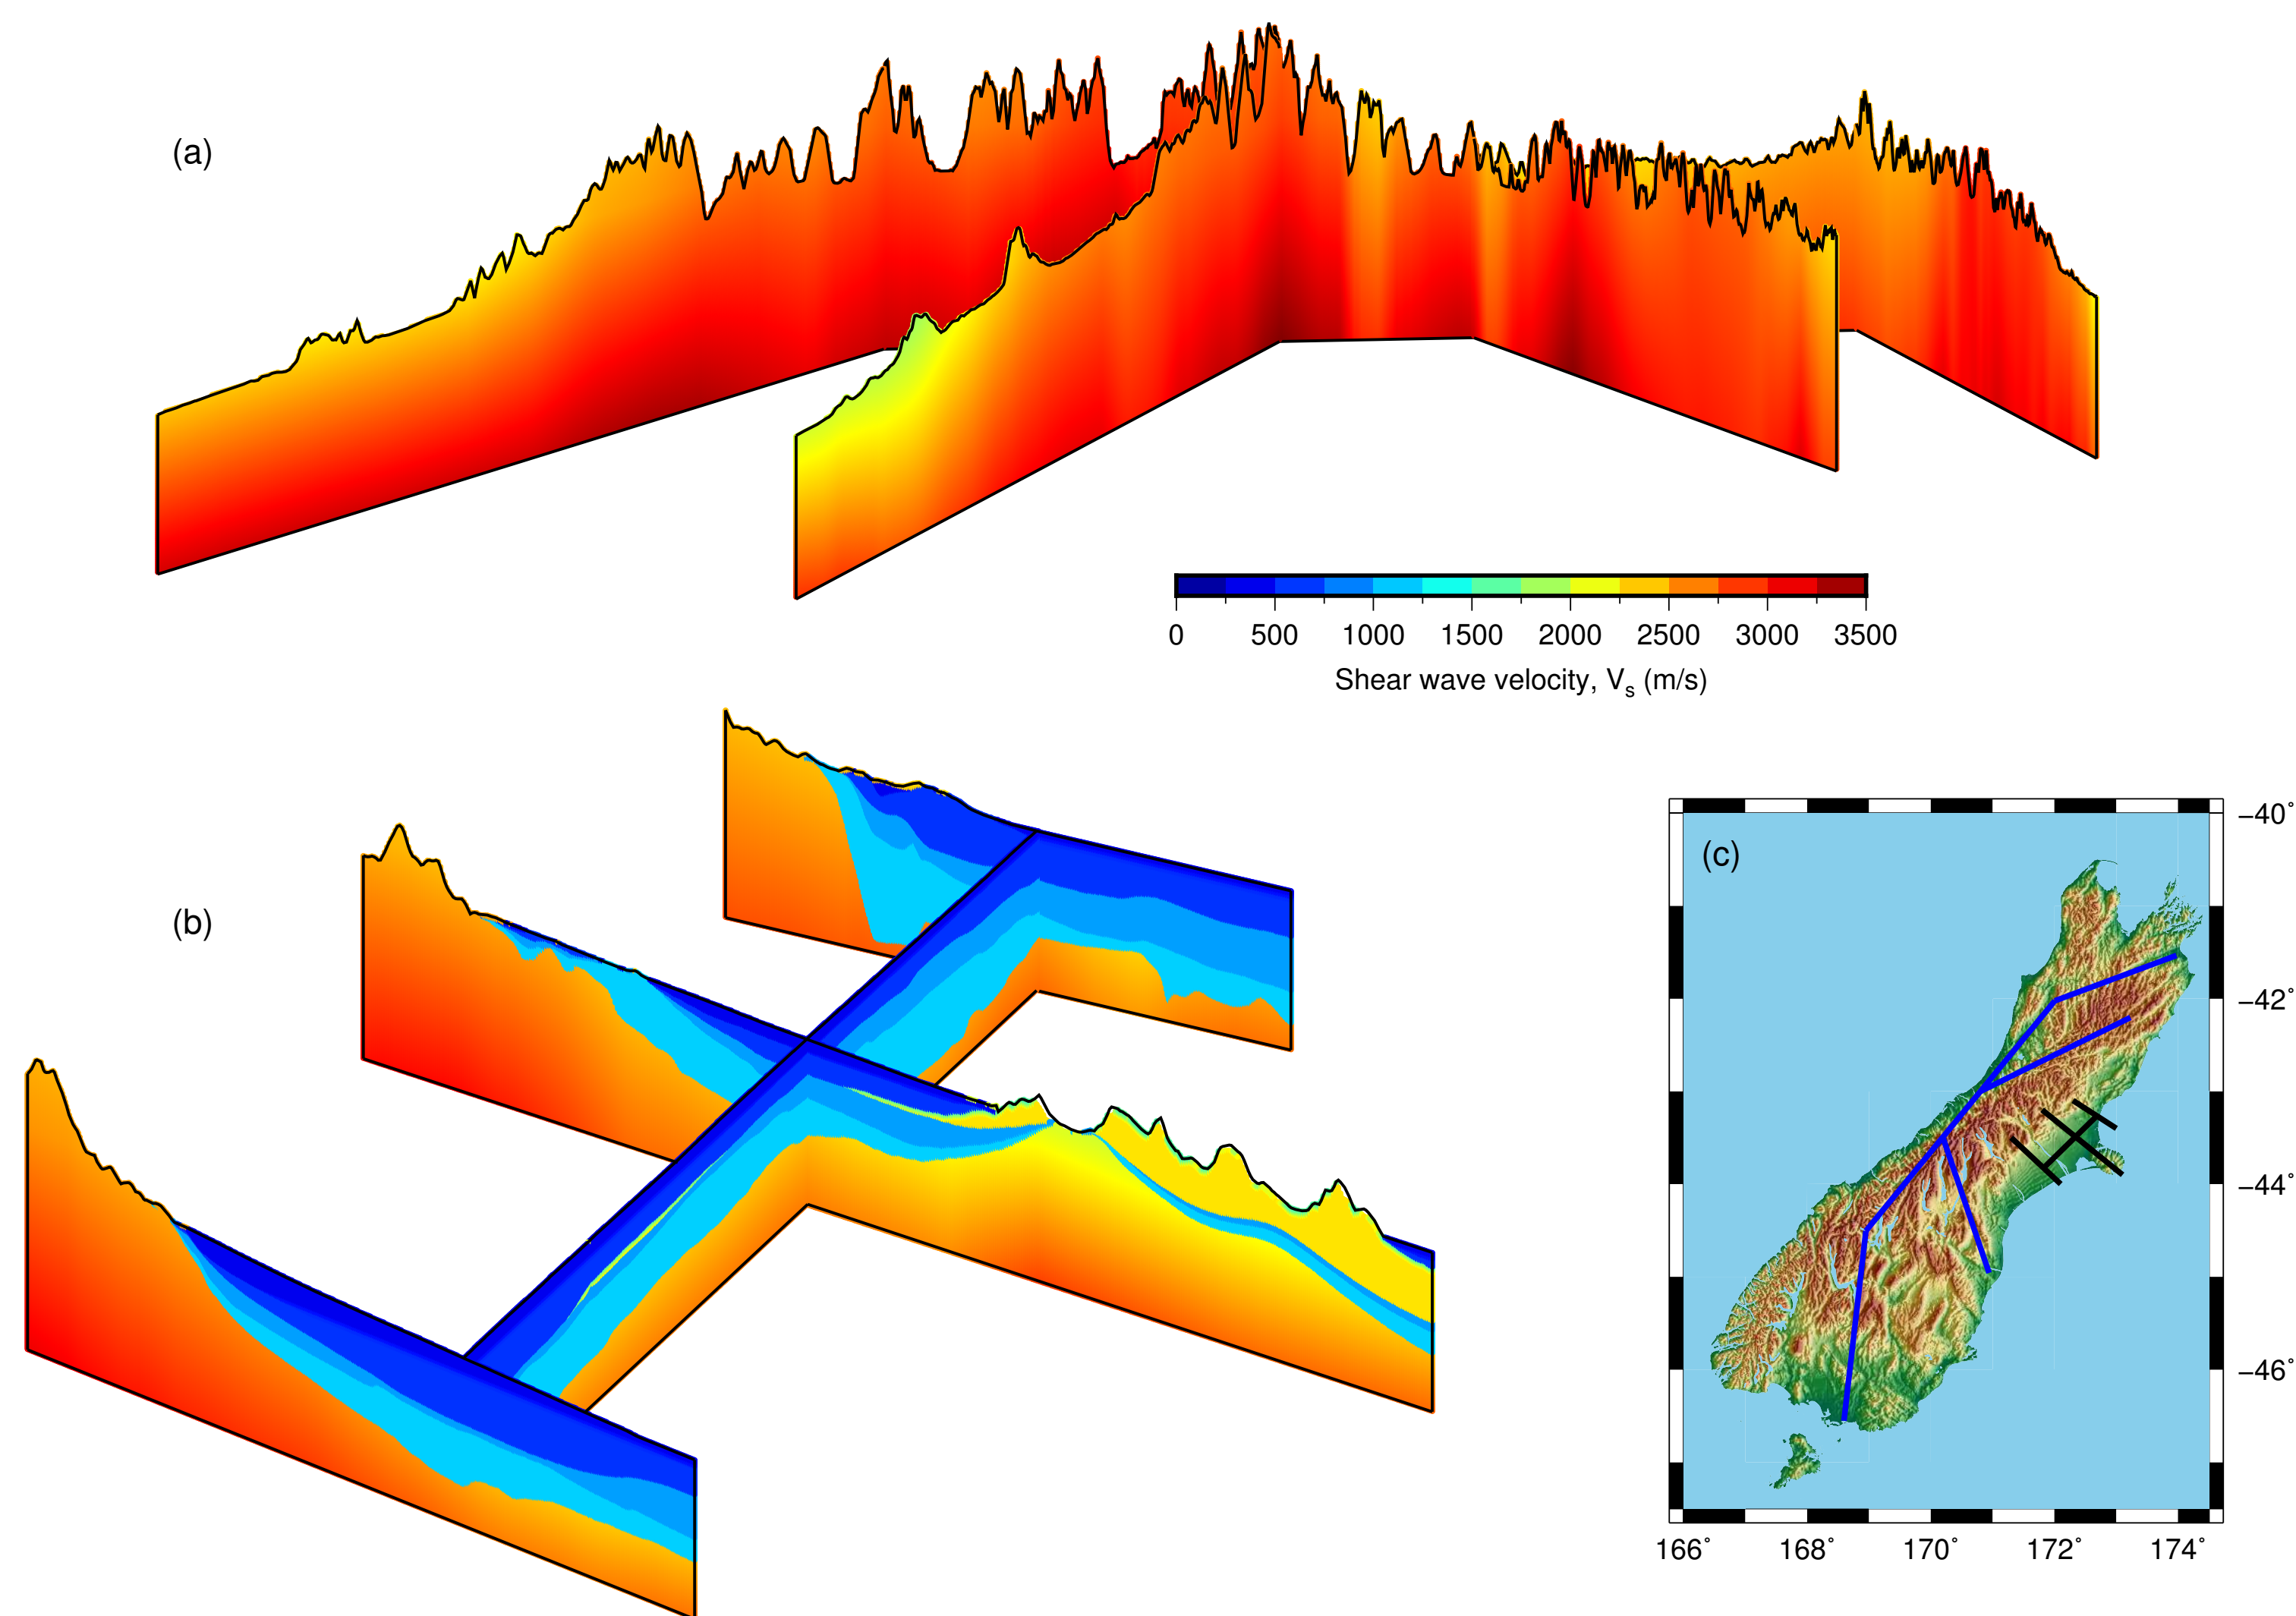 (a)
0 500 1000 1500 2000 2500 3000 3500
Shear wave velocity, Vs (m/s)
(b)
(c)
−40˚
−42˚
−44˚
−46˚
166˚ 168˚ 170˚ 172˚ 174˚